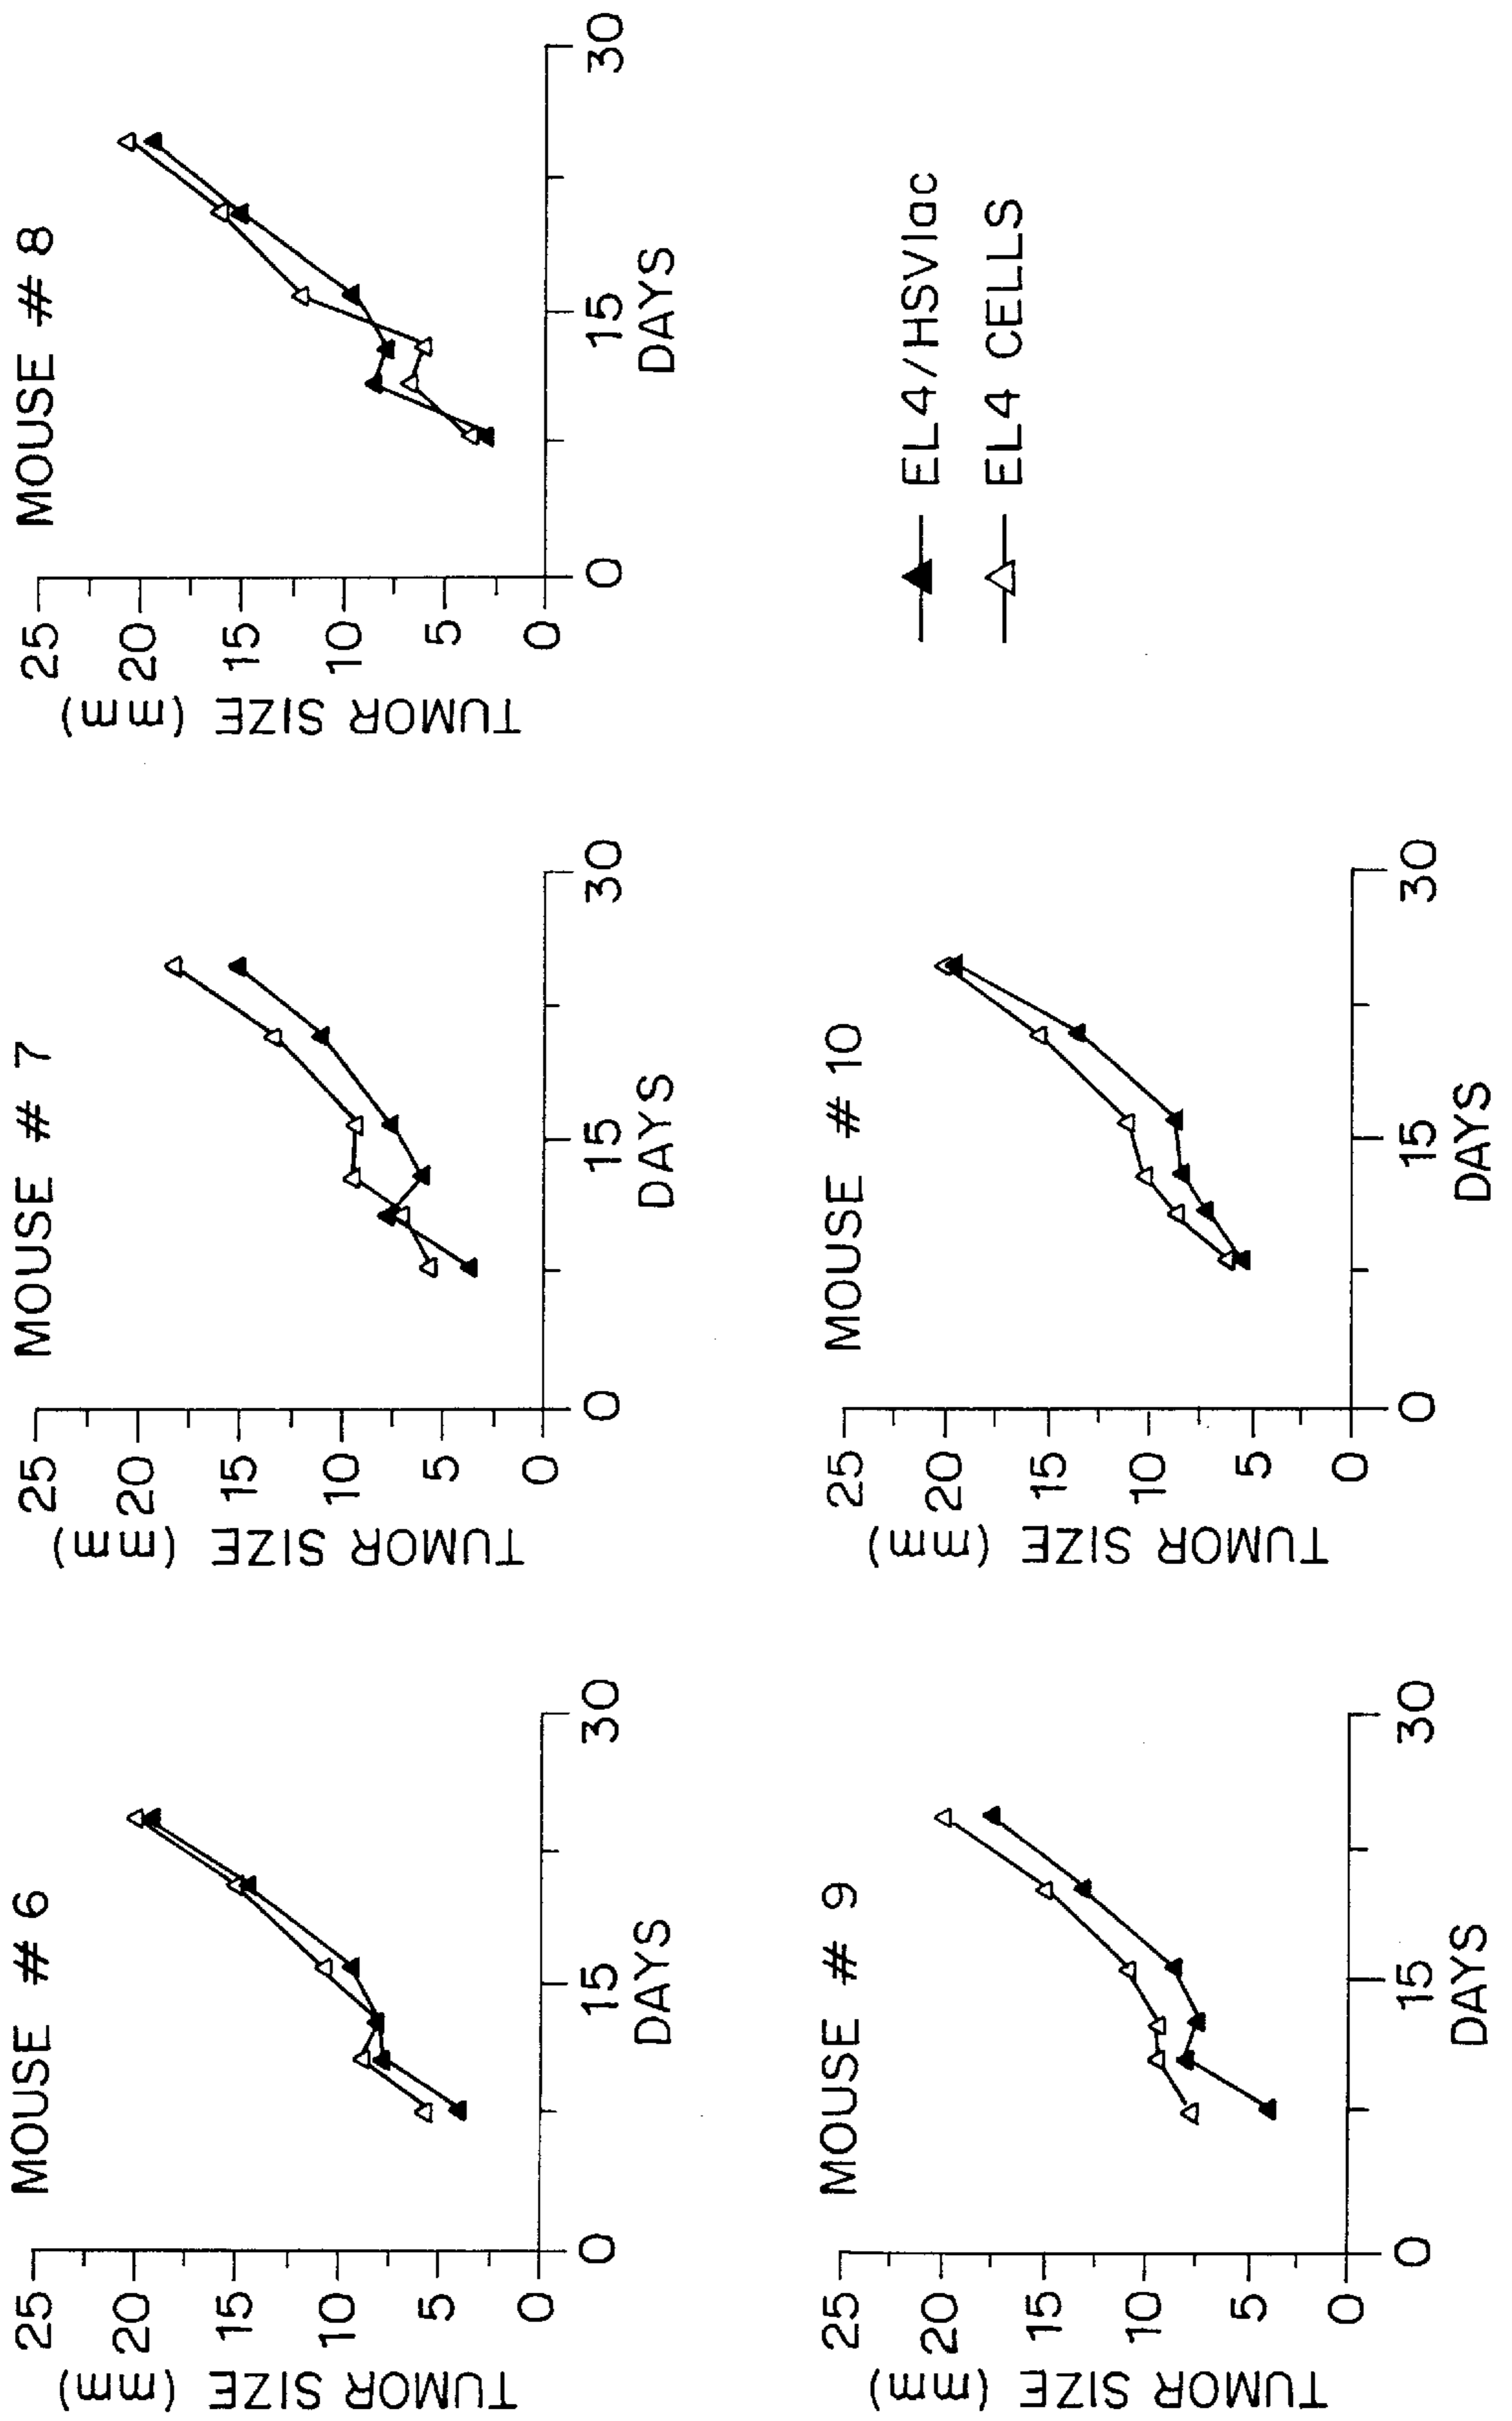 MOUSE # 6
25
20
15
10
5
0
TUMOR SIZE (mm)
0
15
30
DAYS
MOUSE # 7
25
20
15
10
5
0
TUMOR SIZE (mm)
0
15
30
DAYS
MOUSE # 8
25
20
15
10
5
0
TUMOR SIZE (mm)
0
15
30
DAYS
MOUSE # 9
25
20
15
10
5
0
TUMOR SIZE (mm)
0
15
30
DAYS
MOUSE # 10
25
20
15
10
5
0
TUMOR SIZE (mm)
0
15
30
DAYS
EL4/HSVlac
EL4 CELLS